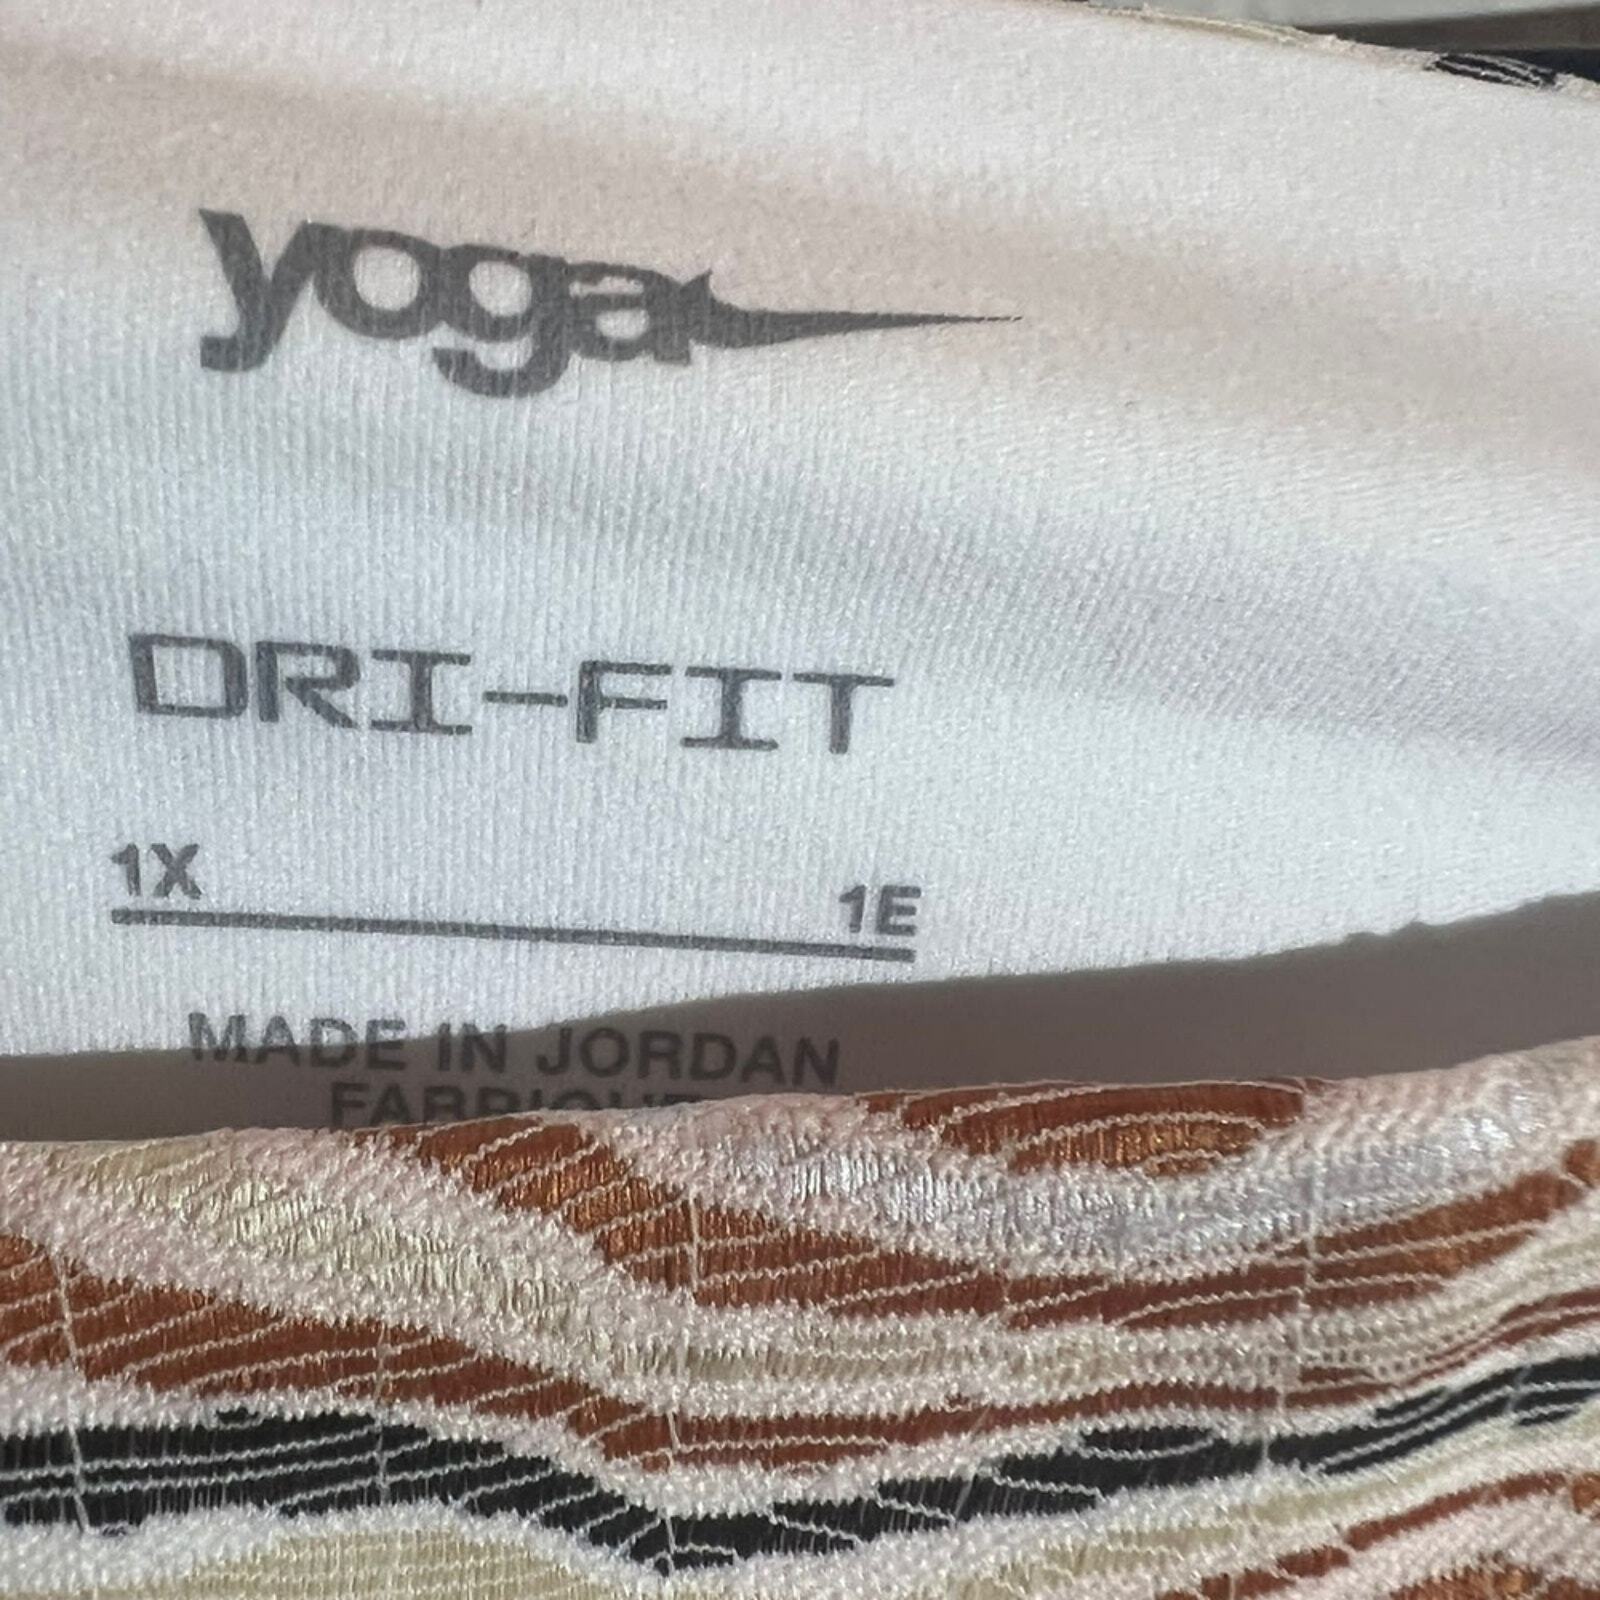 yoga
DRI-FIT
1X 1E
MADE IN JORDAN